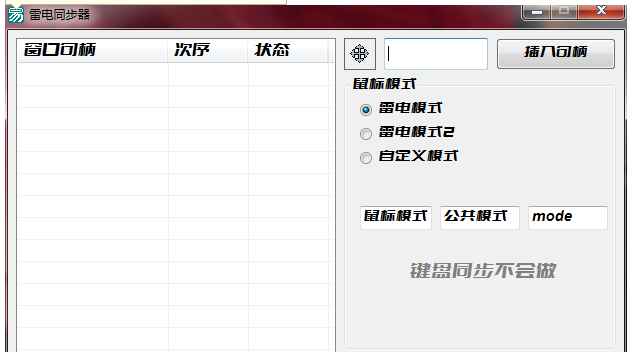 雷电同步器
窗口句柄 次序 状态
插入句柄
鼠标模式
雷电模式
雷电模式2
自定义模式
鼠标模式 公共模式 mode
键盘同步不会做